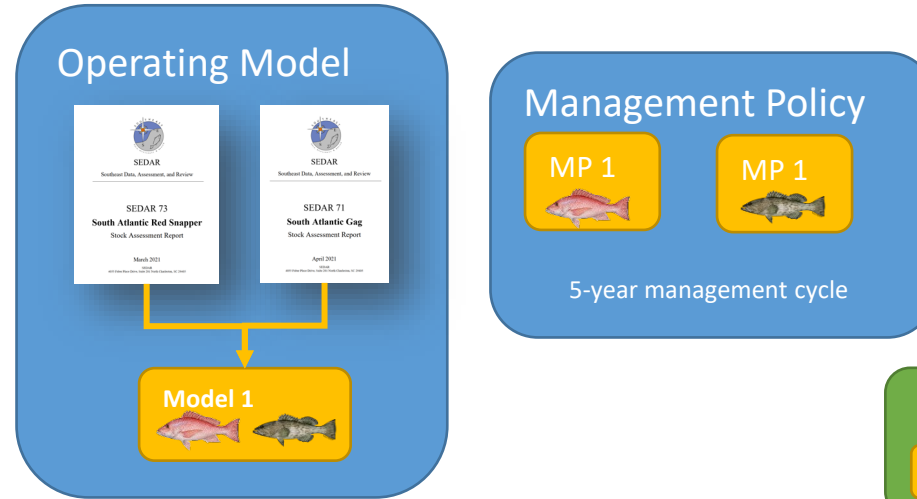 Operating Model
SEDAR
Southeast Data, Assessment, and Review
SEDAR 73
South Atlantic Red Snapper
Stock Assessment Report
March 2021
SEDAR
SEDAR
Southeast Data, Assessment, and Review
SEDAR 71
South Atlantic Gag
Stock Assessment Report
April 2021
SEDAR
Model 1
Management Policy
MP 1
MP 1
5-year management cycle